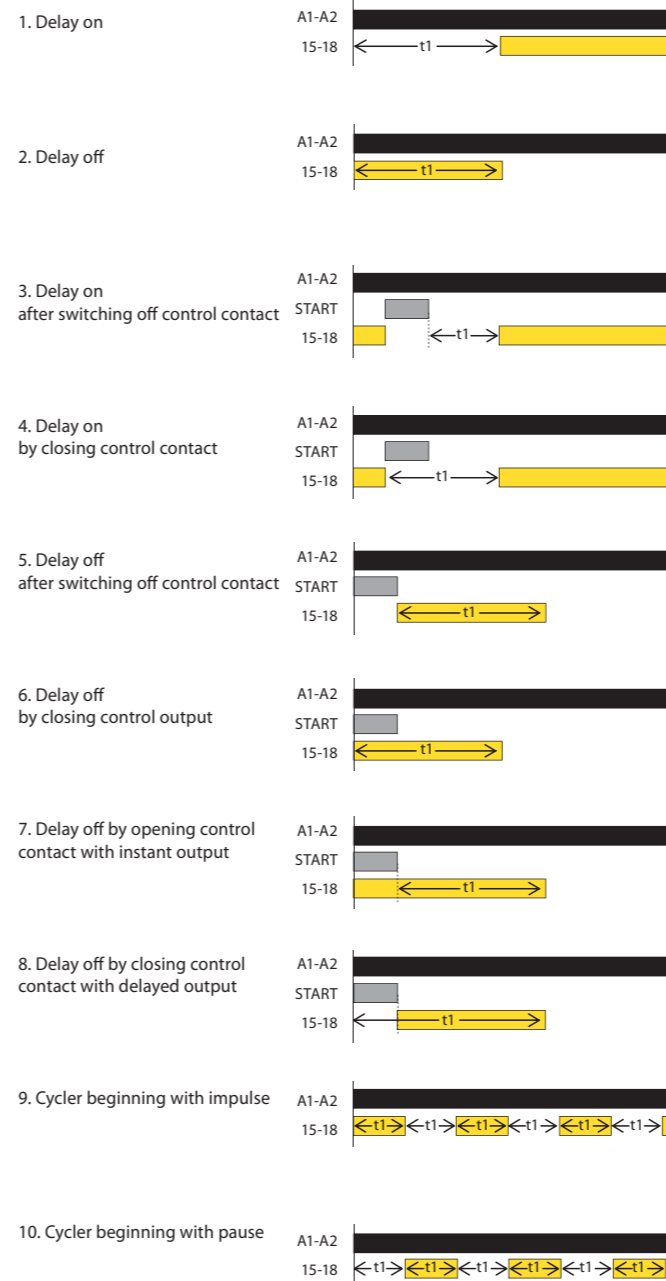 1. Delay on
A1-A2
15-18
t1
2. Delay off
A1-A2
15-18
t1
3. Delay on
after switching off control contact
A1-A2
START
15-18
t1
4. Delay on
by closing control contact
A1-A2
START
15-18
t1
5. Delay off
after switching off control contact
A1-A2
START
15-18
t1
6. Delay off
by closing control output
A1-A2
START
15-18
t1
7. Delay off by opening control
contact with instant output
A1-A2
START
15-18
t1
8. Delay off by closing control
contact with delayed output
A1-A2
START
15-18
t1
9. Cycler beginning with impulse
A1-A2
15-18
t1 t1 t1 t1 t1 t1
10. Cycler beginning with pause
A1-A2
15-18
t1 t1 t1 t1 t1 t1